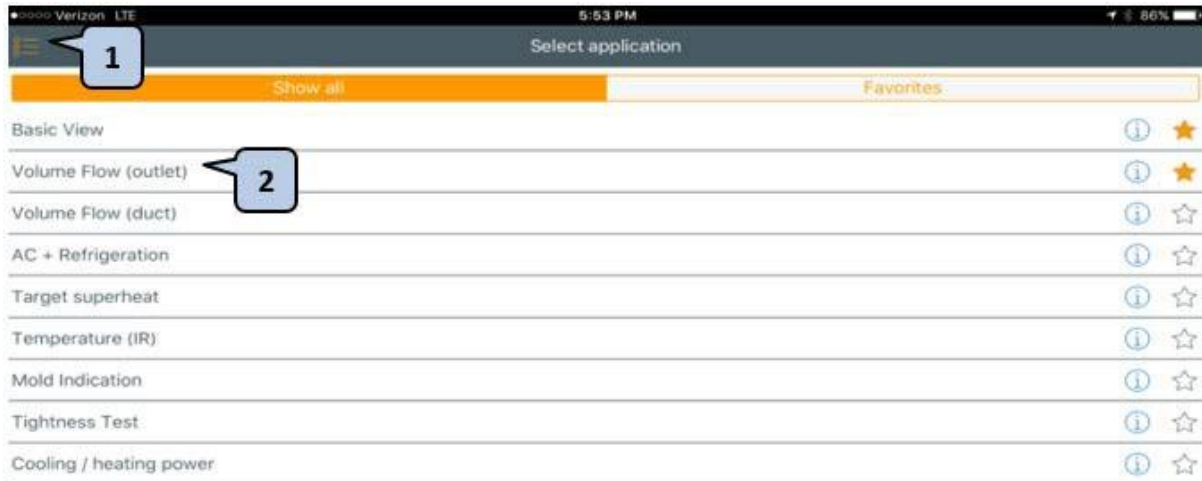 Verizon LTE 5:53 PM 86%
1 Select application
Show all Favorites
Basic View
Volume Flow (outlet) 2
Volume Flow (duct)
AC + Refrigeration
Target superheat
Temperature (IR)
Mold Indication
Tightness Test
Cooling / heating power